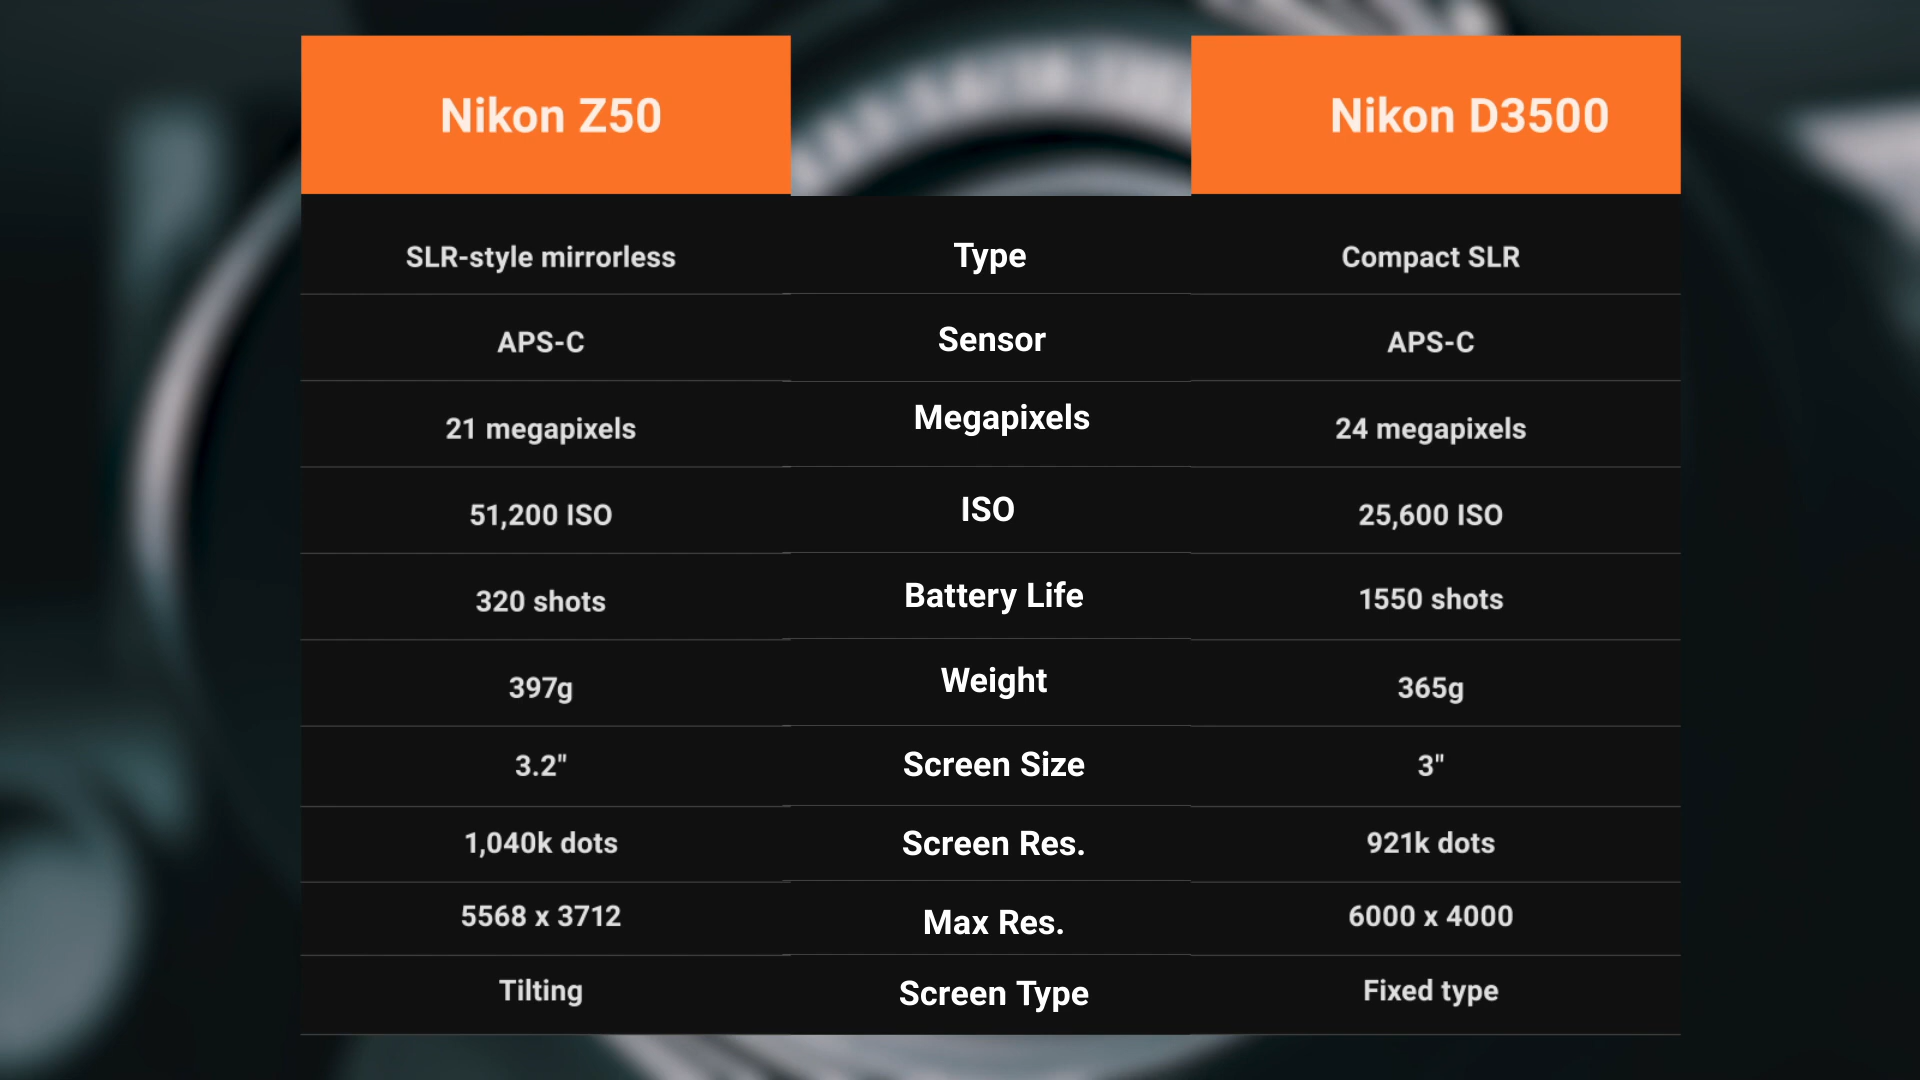 Nikon Z50
Nikon D3500
SLR-style mirrorless Type Compact SLR
APS-C Sensor APS-C
21 megapixels Megapixels 24 megapixels
51,200 ISO ISO 25,600 ISO
320 shots Battery Life 1550 shots
397g Weight 365g
3.2" Screen Size 3"
1,040k dots Screen Res. 921k dots
5568 x 3712 Max Res. 6000 x 4000
Tilting Screen Type Fixed type